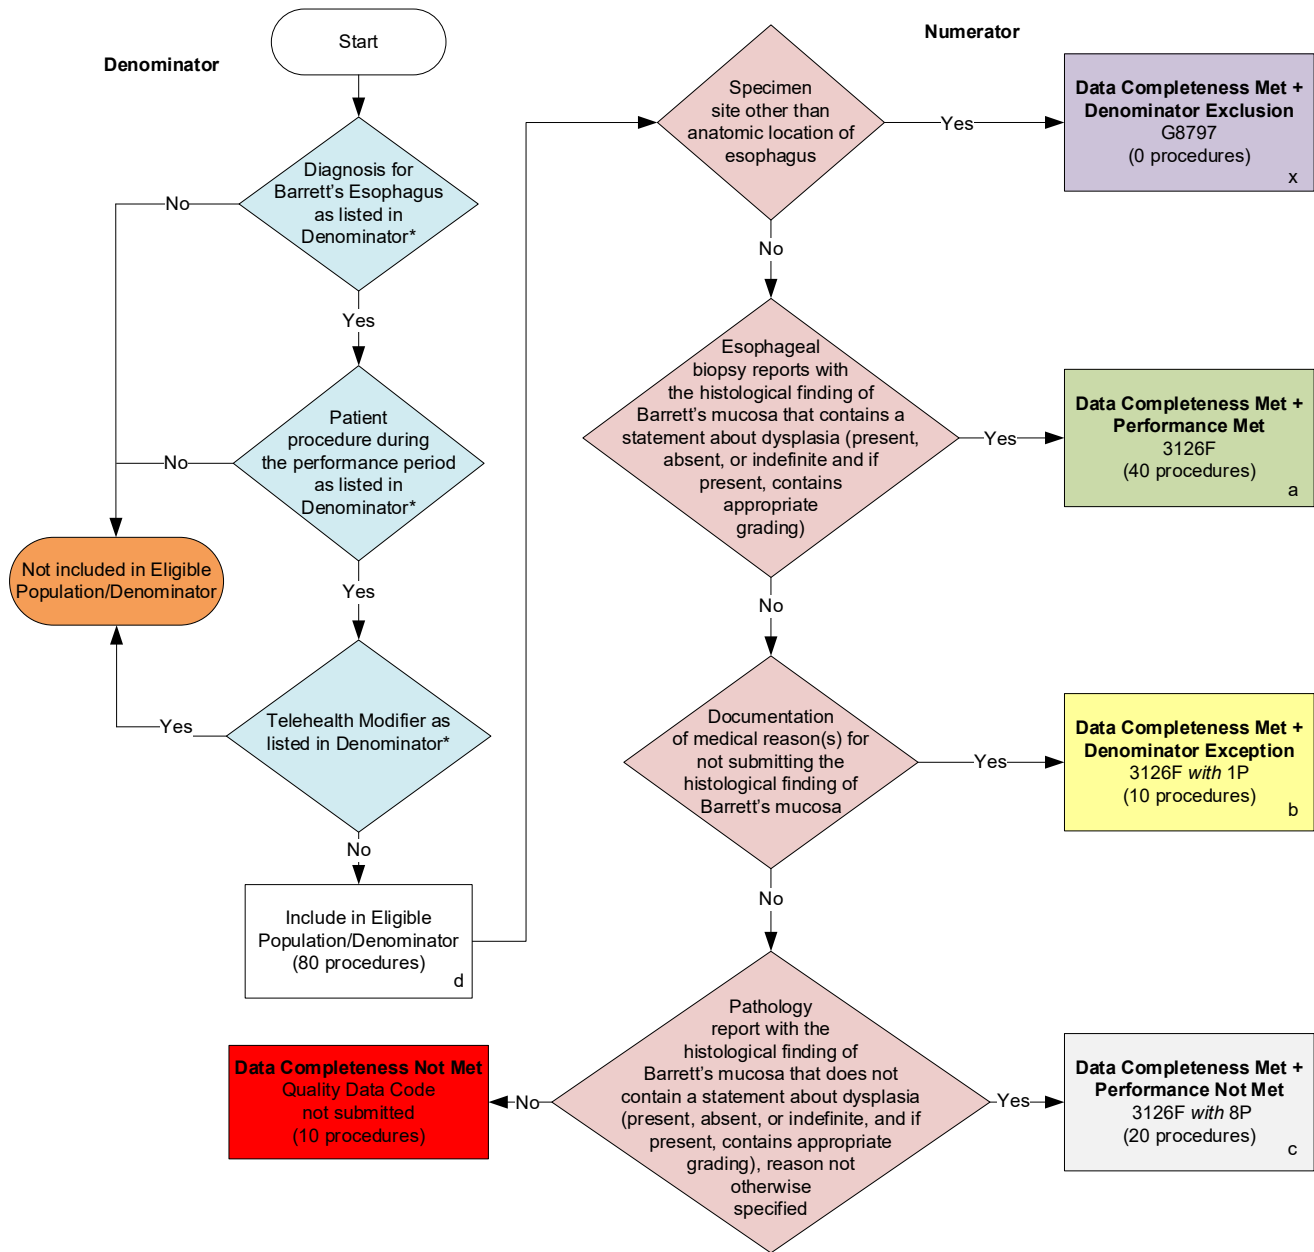 Denominator
Start
Diagnosis for
Barrett's Esophagus
as listed in
Denominator*
No
Yes
Patient
procedure during
the performance period
as listed in
Denominator*
No
Yes
Not included in Eligible
Population/Denominator
Telehealth Modifier as
listed in Denominator*
Yes
No
Include in Eligible
Population/Denominator
(80 procedures)
d
Numerator
Specimen
site other than
anatomic location of
esophagus
Yes
Data Completeness Met +
Denominator Exclusion
G8797
(0 procedures)
x
No
Esophageal
biopsy reports with
the histological finding of
Barrett's mucosa that contains a
statement about dysplasia (present,
absent, or indefinite and if
present, contains
appropriate
grading)
Yes
Data Completeness Met +
Performance Met
3126F
(40 procedures)
a
No
Documentation
of medical reason(s) for
not submitting the
histological finding of
Barrett's mucosa
Yes
Data Completeness Met +
Denominator Exception
3126F with 1P
(10 procedures)
b
No
Pathology
report with the
histological finding of
Barrett's mucosa that does not
contain a statement about dysplasia
(present, absent, or indefinite, and if
present, contains appropriate
grading), reason not
otherwise
specified
Yes
Data Completeness Met +
Performance Not Met
3126F with 8P
(20 procedures)
c
No
Data Completeness Not Met
Quality Data Code
not submitted
(10 procedures)